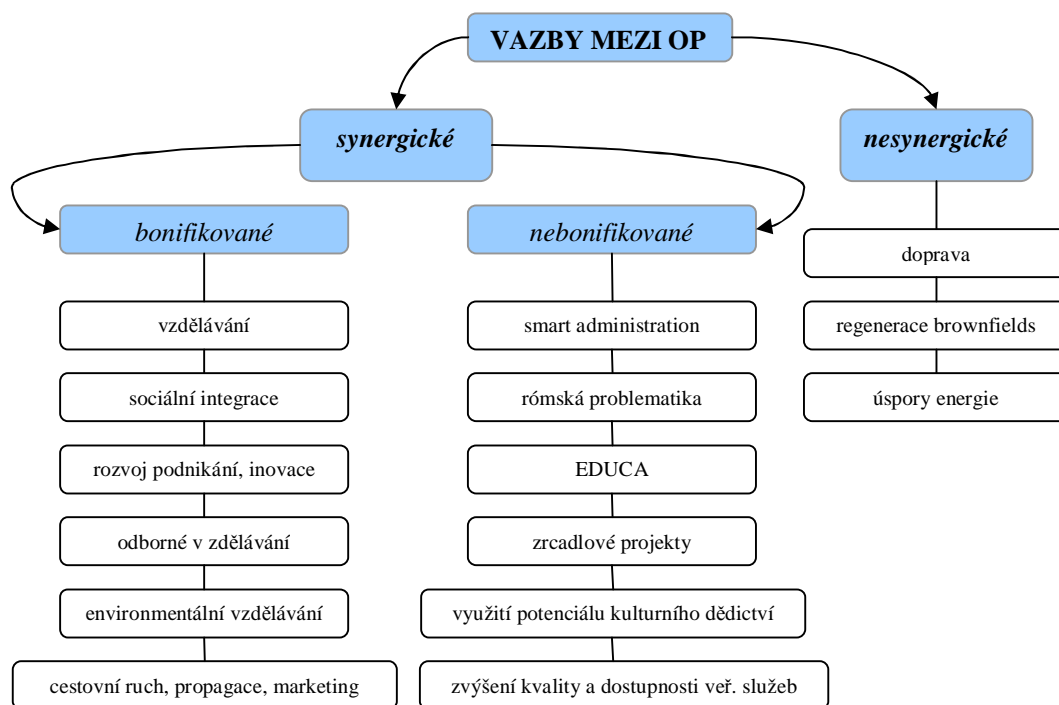 VAZBY MEZI OP
synergické
nesynergické
bonifikované
nebonifikované
doprava
regenerace brownfields
úspory energie
vzdělávání
sociální integrace
rozvoj podnikání, inovace
odborné v zdělávání
environmentální vzdělávání
cestovní ruch, propagace, marketing
smart administration
rómská problematika
EDUCA
zrcadlové projekty
využití potenciálu kulturního dědictví
zvýšení kvality a dostupnosti veř. služeb